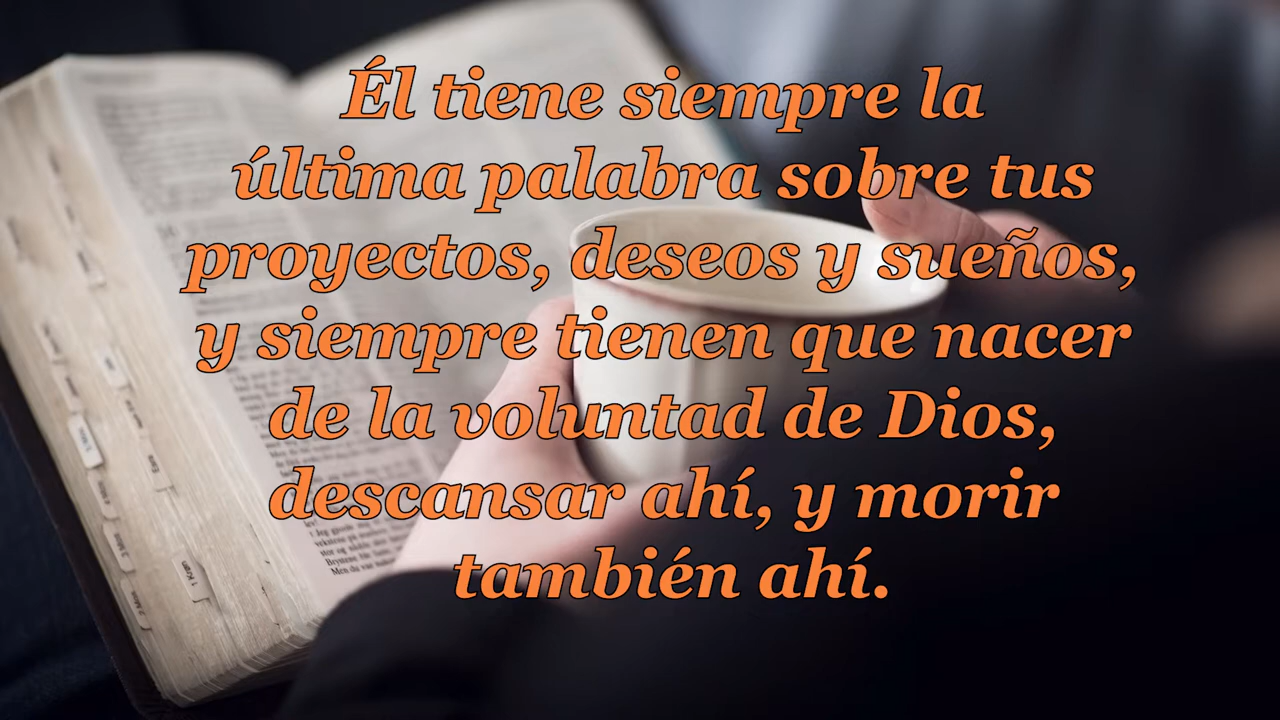 Él tiene siempre la
última palabra sobre tus
proyectos, deseos y sueños,
y siempre tienen que nacer
de la voluntad de Dios,
descansar ahí, y morir
también ahí.